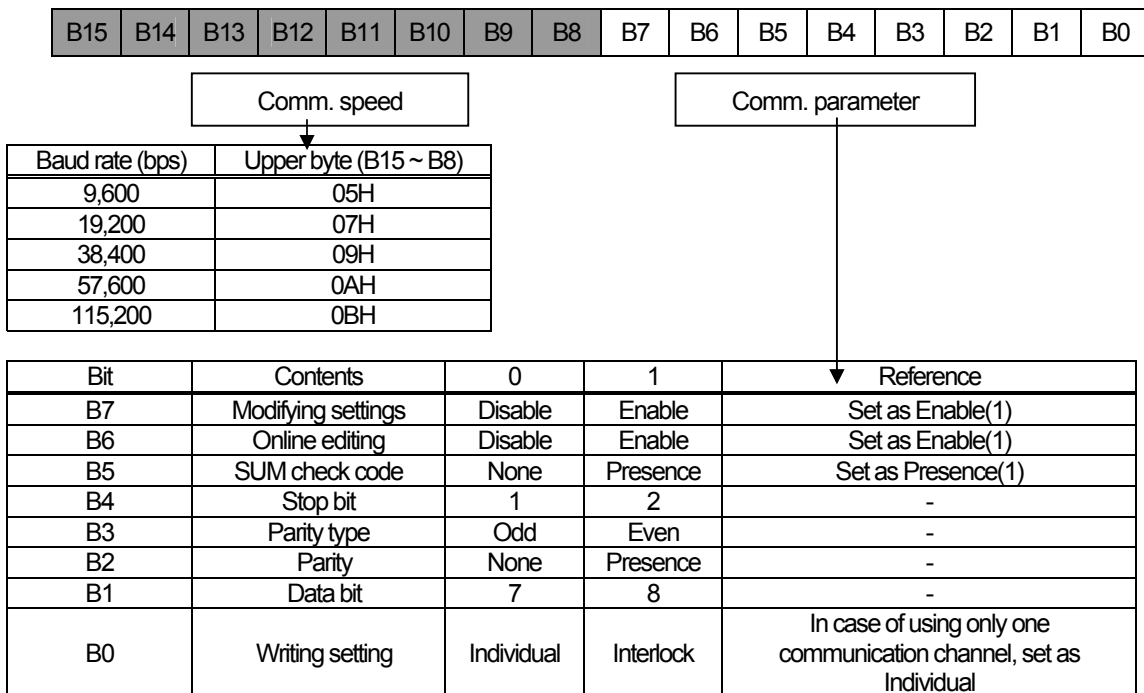 B15 B14 B13 B12 B11 B10 B9 B8 B7 B6 B5 B4 B3 B2 B1 B0
Comm. speed Comm. parameter
Baud rate (bps) Upper byte (B15 ~ B8)
9,600 05H
19,200 07H
38,400 09H
57,600 0AH
115,200 0BH
Bit Contents 0 1 Reference
B7 Modifying settings Disable Enable Set as Enable(1)
B6 Online editing Disable Enable Set as Enable(1)
B5 SUM check code None Presence Set as Presence(1)
B4 Stop bit 1 2 -
B3 Parity type Odd Even -
B2 Parity None Presence -
B1 Data bit 7 8 -
B0 Writing setting Individual Interlock In case of using only one
communication channel, set as
Individual